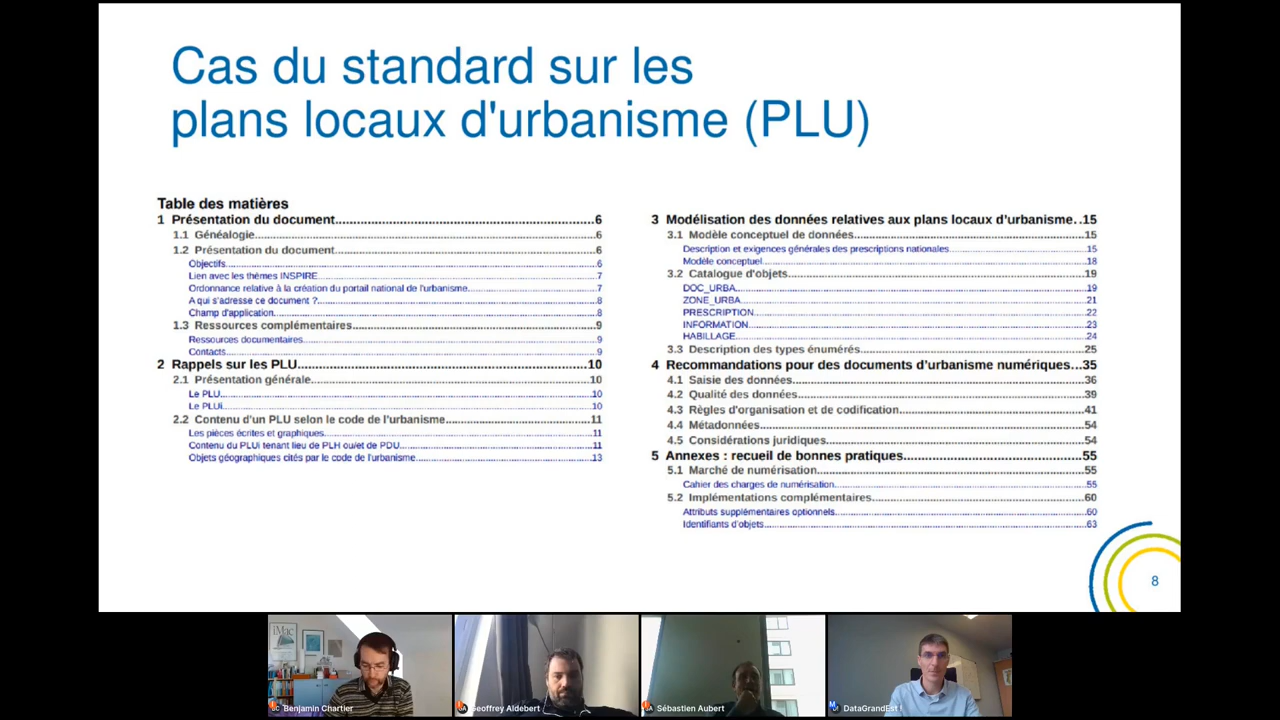 Cas du standard sur les
plans locaux d'urbanisme (PLU)
Table des matières
1 Présentation du document....6
1.1 Généalogie....6
1.2 Présentation du document....6
Objectifs....6
Lien avec les thèmes INSPIRE....7
Ordonnance relative à la création du portail national de l'urbanisme....7
A qui s'adresse ce document ?....8
Champ d'application....8
1.3 Ressources complémentaires....9
Ressources documentaires....9
Contacts....9
2 Rappels sur les PLU....10
2.1 Présentation générale....10
Le PLU....10
Le PLUi....10
2.2 Contenu d'un PLU selon le code de l'urbanisme....11
Les pièces écrites et graphiques....11
Contenu du PLUi tenant lieu de PLH ou/et de PDU....11
Objets géographiques cités par le code de l'urbanisme....13
3 Modélisation des données relatives aux plans locaux d'urbanisme..15
3.1 Modèle conceptuel de données....15
Description et exigences générales des prescriptions nationales....15
Modèle conceptuel....18
3.2 Catalogue d'objets....19
DOC_URBA....19
ZONE_URBA....21
PRESCRIPTION....22
INFORMATION....23
HABILLAGE....24
3.3 Description des types énumérés....25
4 Recommandations pour des documents d'urbanisme numériques...35
4.1 Saisie des données....36
4.2 Qualité des données....39
4.3 Règles d'organisation et de codification....41
4.4 Métadonnées....54
4.5 Considérations juridiques....54
5 Annexes : recueil de bonnes pratiques....55
5.1 Marché de numérisation....55
Cahier des charges de numérisation....55
5.2 Implémentations complémentaires....60
Attributs supplémentaires optionnels....60
Identifiants d'objets....63
8
iMac
Benjamin Chartier
Geoffrey Aldebert
Sébastien Aubert
DataGrandEst !